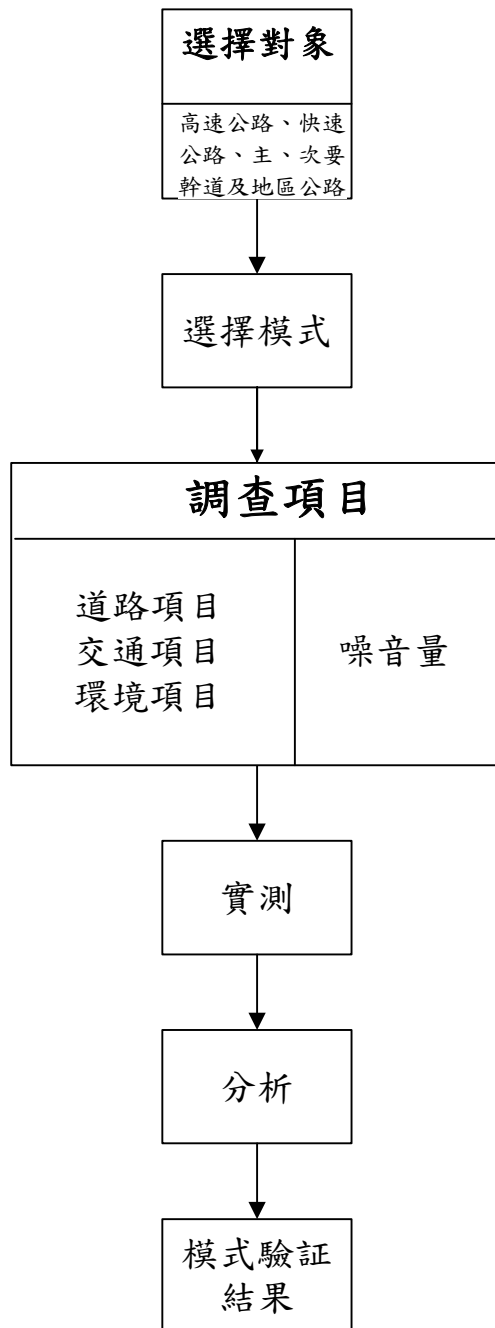 選擇對象
高速公路、快速
公路、主、次要
幹道及地區公路
選擇模式
調查項目
道路項目
交通項目
環境項目
噪音量
實測
分析
模式驗証
結果